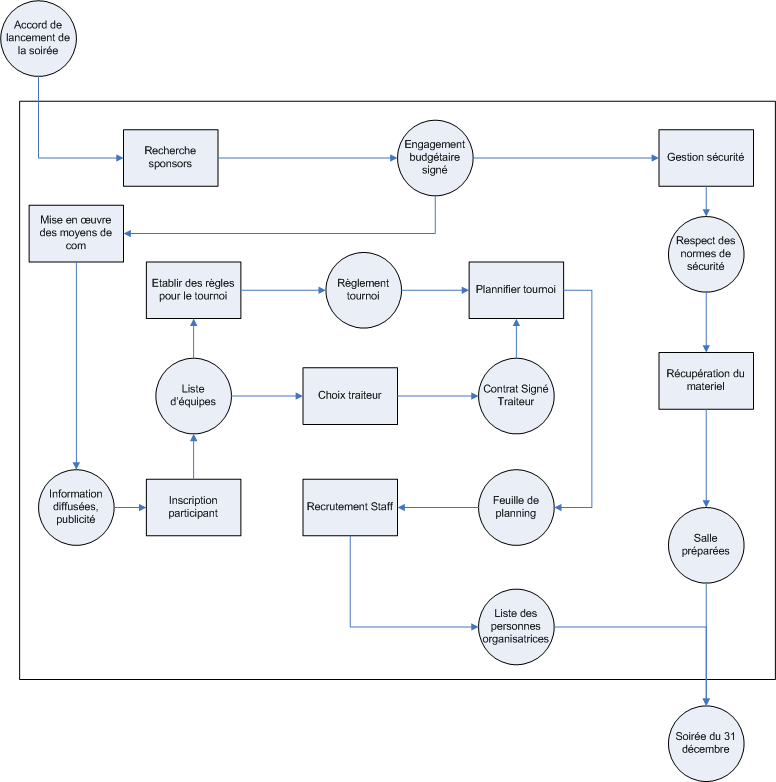 Accord de
lancement de
la soirée
Recherche
sponsors
Engagement
budgétaire
signé
Gestion sécurité
Mise en œuvre
des moyens de
com
Respect des
normes de
sécurité
Etablir des règles
pour le tournoi
Règlement
tournoi
Plannifier tournoi
Liste
d'équipes
Choix traiteur
Contrat Signé
Traiteur
Récupération du
materiel
Information
diffusées,
publicité
Inscription
participant
Recrutement Staff
Feuille de
planning
Salle
préparées
Liste des
personnes
organisatrices
Soirée du 31
décembre